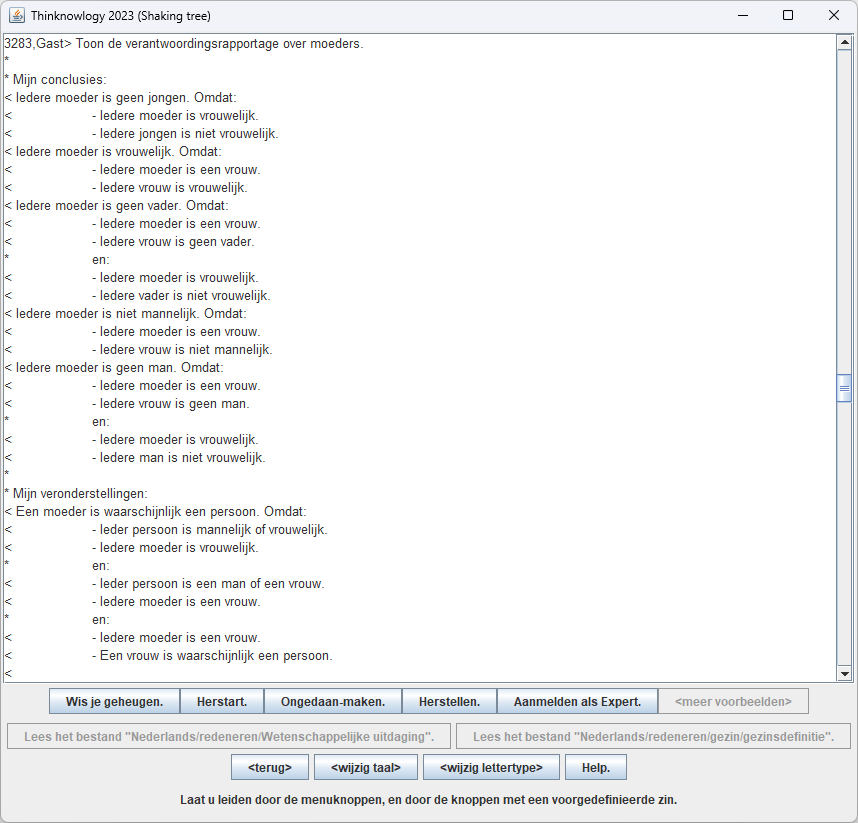 Thinknowlogy 2023 (Shaking tree)
3283,Gast> Toon de verantwoordingsrapportage over moeders.
*
* Mijn conclusies:
< Iedere moeder is geen jongen. Omdat:
< - Iedere moeder is vrouwelijk.
< - Iedere jongen is niet vrouwelijk.
< Iedere moeder is vrouwelijk. Omdat:
< - Iedere moeder is een vrouw.
< - Iedere vrouw is vrouwelijk.
< Iedere moeder is geen vader. Omdat:
< - Iedere moeder is een vrouw.
< - Iedere vrouw is geen vader.
* en:
< - Iedere moeder is vrouwelijk.
< - Iedere vader is niet vrouwelijk.
< Iedere moeder is niet mannelijk. Omdat:
< - Iedere moeder is een vrouw.
< - Iedere vrouw is niet mannelijk.
< Iedere moeder is geen man. Omdat:
< - Iedere moeder is een vrouw.
< - Iedere vrouw is geen man.
* en:
< - Iedere moeder is vrouwelijk.
< - Iedere man is niet vrouwelijk.
*
* Mijn veronderstellingen:
< Een moeder is waarschijnlijk een persoon. Omdat:
< - Ieder persoon is mannelijk of vrouwelijk.
< - Iedere moeder is vrouwelijk.
* en:
< - Ieder persoon is een man of een vrouw.
< - Iedere moeder is een vrouw.
* en:
< - Iedere moeder is een vrouw.
< - Een vrouw is waarschijnlijk een persoon.
<
Wis je geheugen. Herstart. Ongedaan-maken. Herstellen. Aanmelden als Expert. <meer voorbeelden>
Lees het bestand "Nederlands/redeneren/Wetenschappelijke uitdaging". Lees het bestand "Nederlands/redeneren/gezin/gezinsdefinitie".
<terug> <wijzig taal> <wijzig lettertype> Help.
Laat u leiden door de menuknoppen, en door de knoppen met een voorgedefinieerde zin.